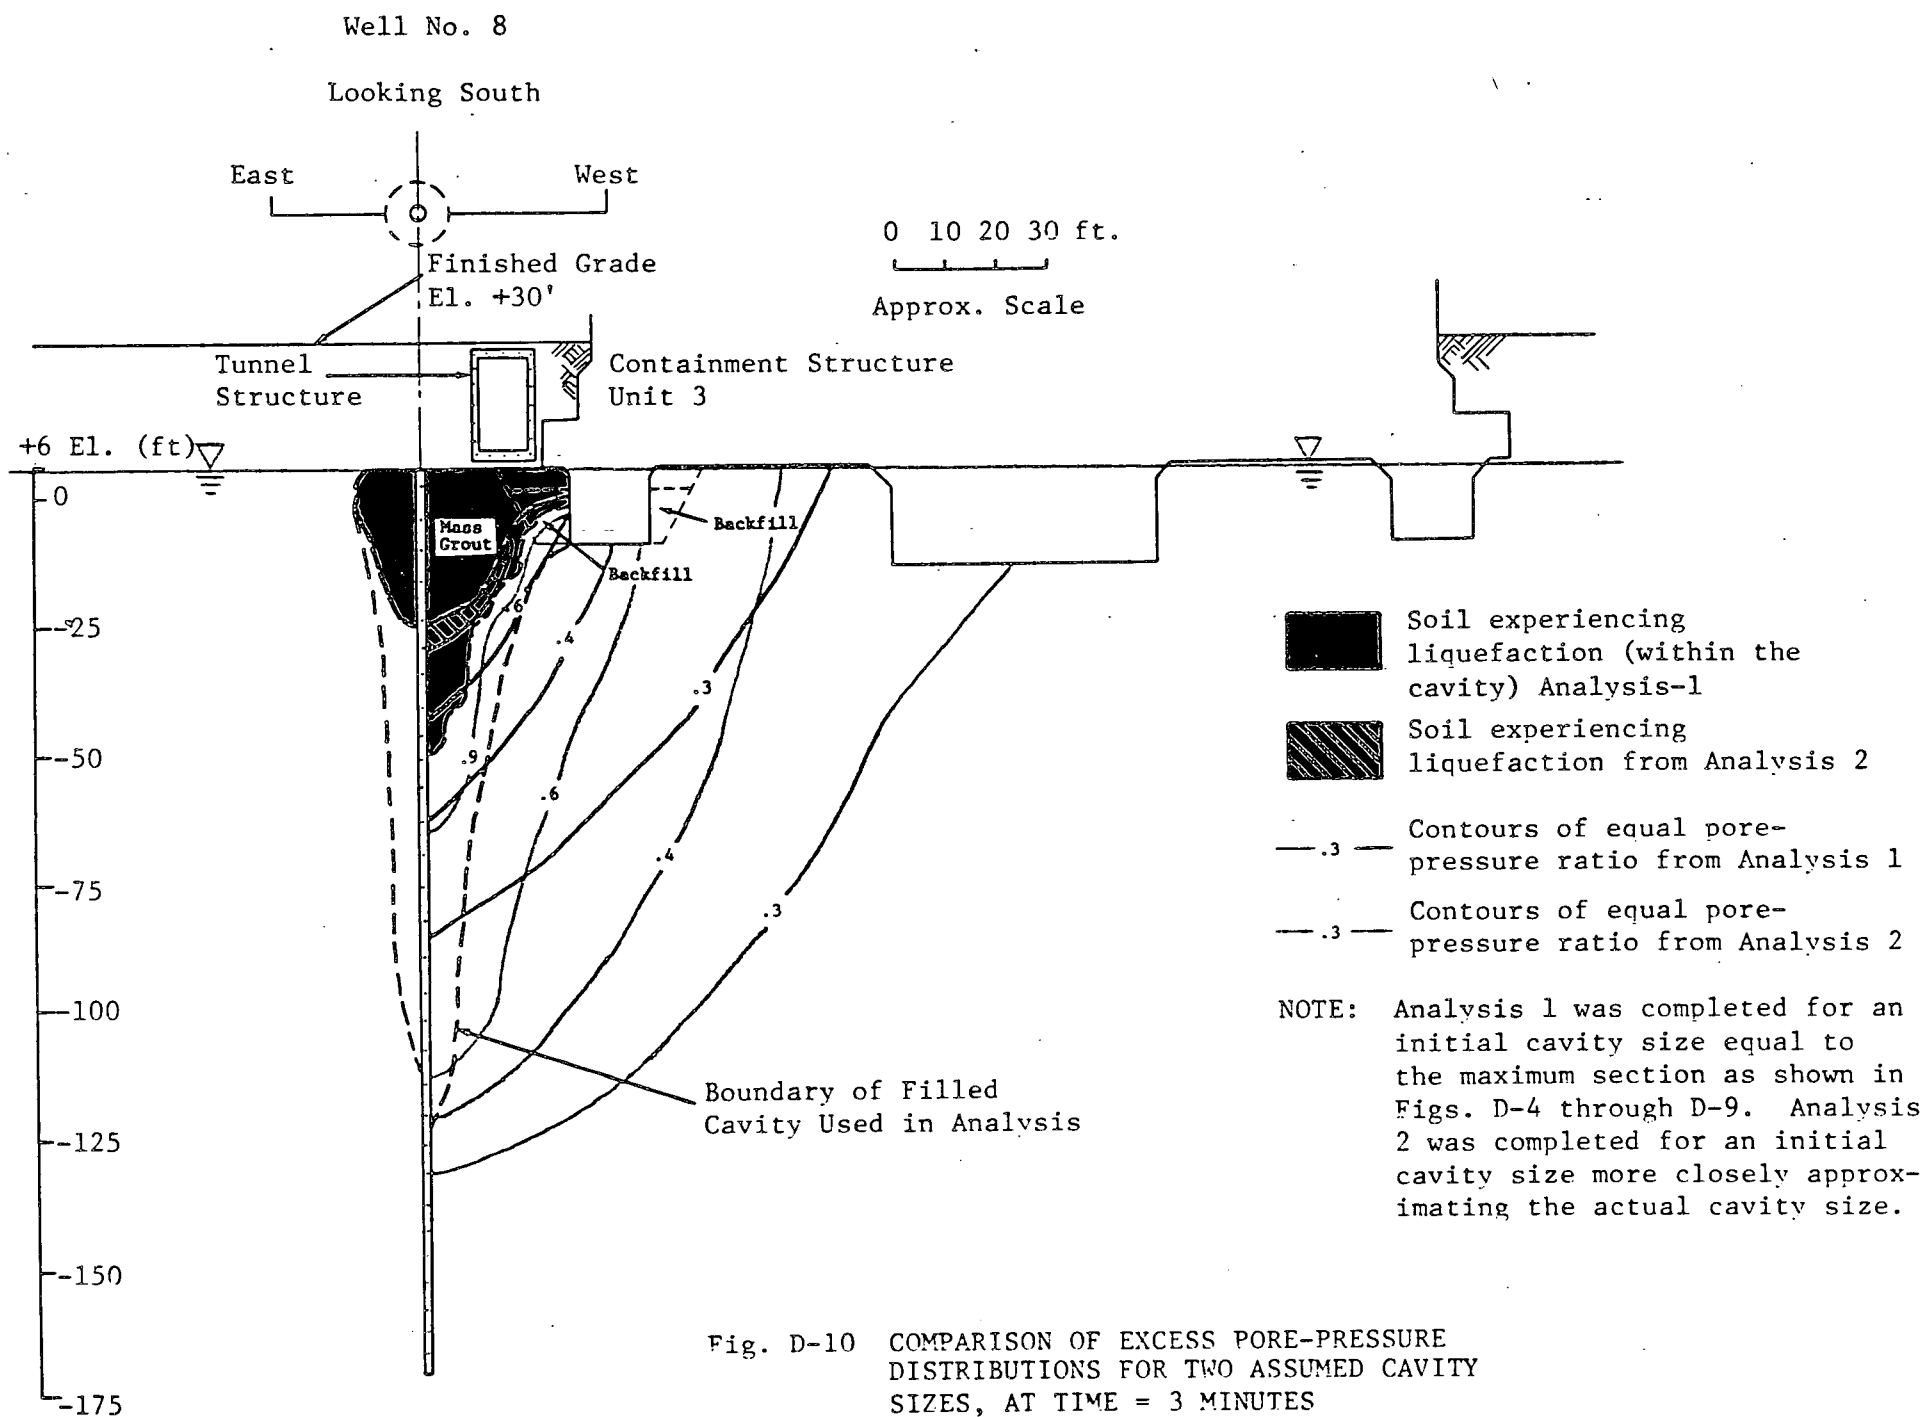 Well No. 8
Looking South
East
West
Finished Grade
El. +30'
0 10 20 30 ft.
Approx. Scale
Tunnel
Structure
Containment Structure
Unit 3
+6 El. (ft)
0
Mass
Grout
Backfill
Backfill
-25
-50
-75
-100
-125
-150
-175
.6
.4
.3
.9
.6
.4
.3
Boundary of Filled
Cavity Used in Analysis
Soil experiencing
liquefaction (within the
cavity) Analysis-1
Soil experiencing
liquefaction from Analysis 2
.3
Contours of equal pore-
pressure ratio from Analysis 1
.3
Contours of equal pore-
pressure ratio from Analysis 2
NOTE: Analysis 1 was completed for an
initial cavity size equal to
the maximum section as shown in
Figs. D-4 through D-9. Analysis
2 was completed for an initial
cavity size more closely approx-
imating the actual cavity size.
Fig. D-10 COMPARISON OF EXCESS PORE-PRESSURE
DISTRIBUTIONS FOR TWO ASSUMED CAVITY
SIZES, AT TIME = 3 MINUTES